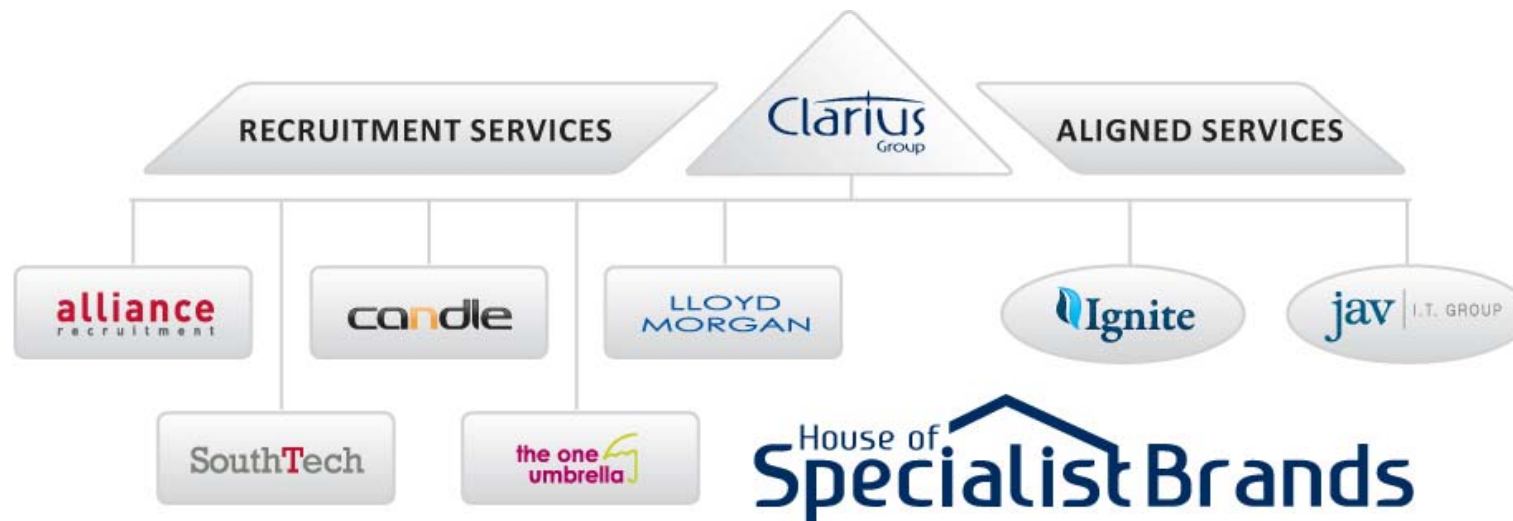 RECRUITMENT SERVICES
Clarius
Group
ALIGNED SERVICES
alliance
recruitment
candle
LLOYD
MORGAN
Ignite
jav I.T. GROUP
SouthTech
the one
umbrella
House of
Specialist Brands